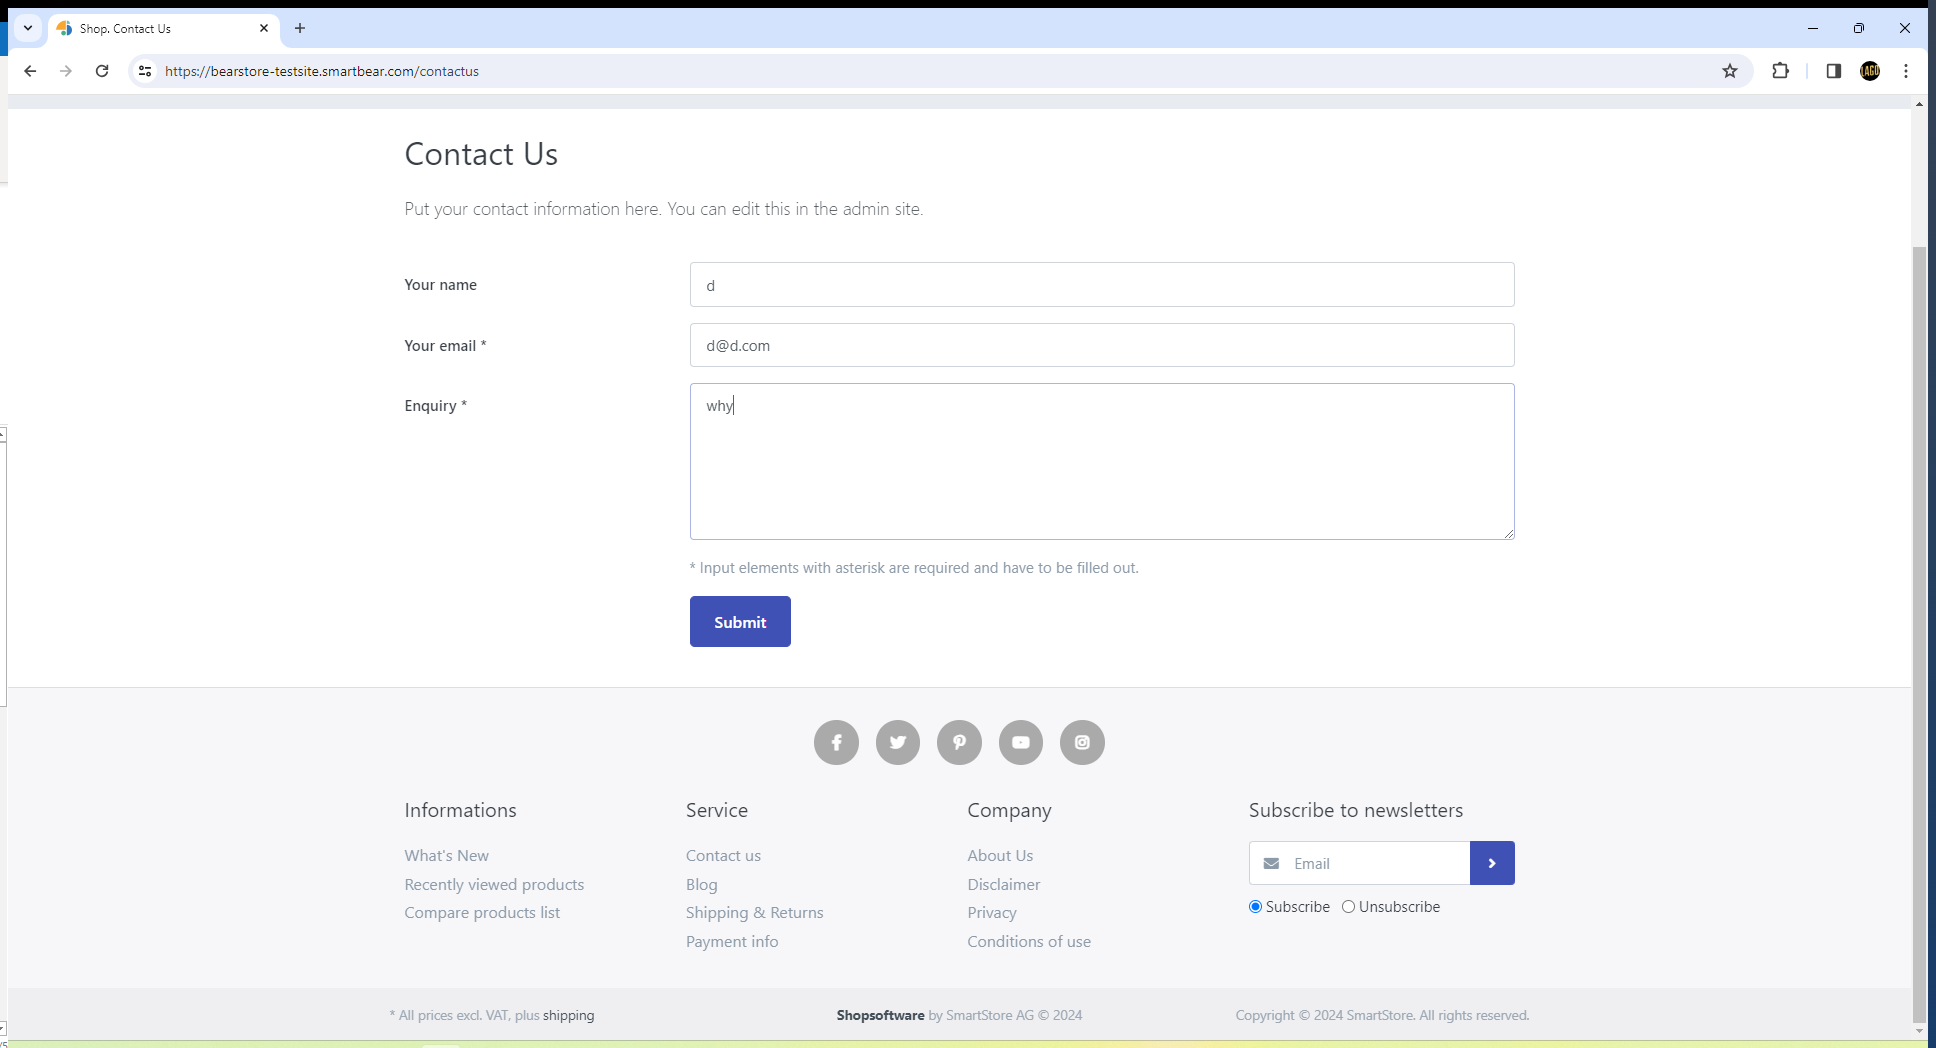 Shop. Contact Us
https://bearstore-testsite.smartbear.com/contactus
LAGO
Contact Us
Put your contact information here. You can edit this in the admin site.
Your name
d
Your email *
d@d.com
Enquiry *
why
* Input elements with asterisk are required and have to be filled out.
Submit
Informations
What's New
Recently viewed products
Compare products list
Service
Contact us
Blog
Shipping & Returns
Payment info
Company
About Us
Disclaimer
Privacy
Conditions of use
Subscribe to newsletters
Email
Subscribe Unsubscribe
* All prices excl. VAT, plus shipping
Shopsoftware by SmartStore AG © 2024
Copyright © 2024 SmartStore. All rights reserved.
/5